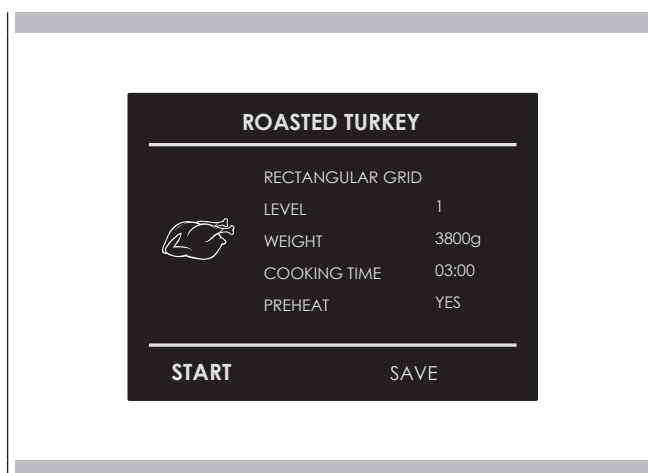 ROASTED TURKEY
RECTANGULAR GRID
LEVEL 1
WEIGHT 3800g
COOKING TIME 03:00
PREHEAT YES
START SAVE